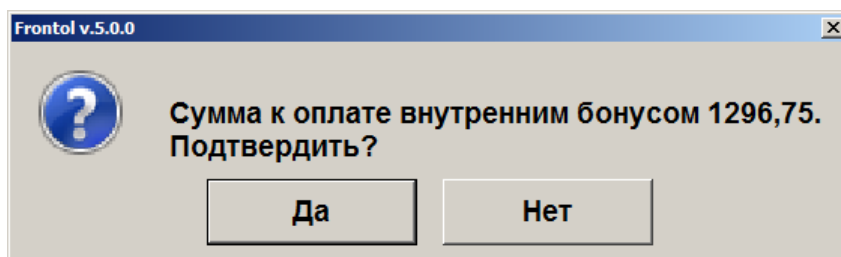 Frontol v.5.0.0
Сумма к оплате внутренним бонусом 1296,75.
Подтвердить?
Да
Нет